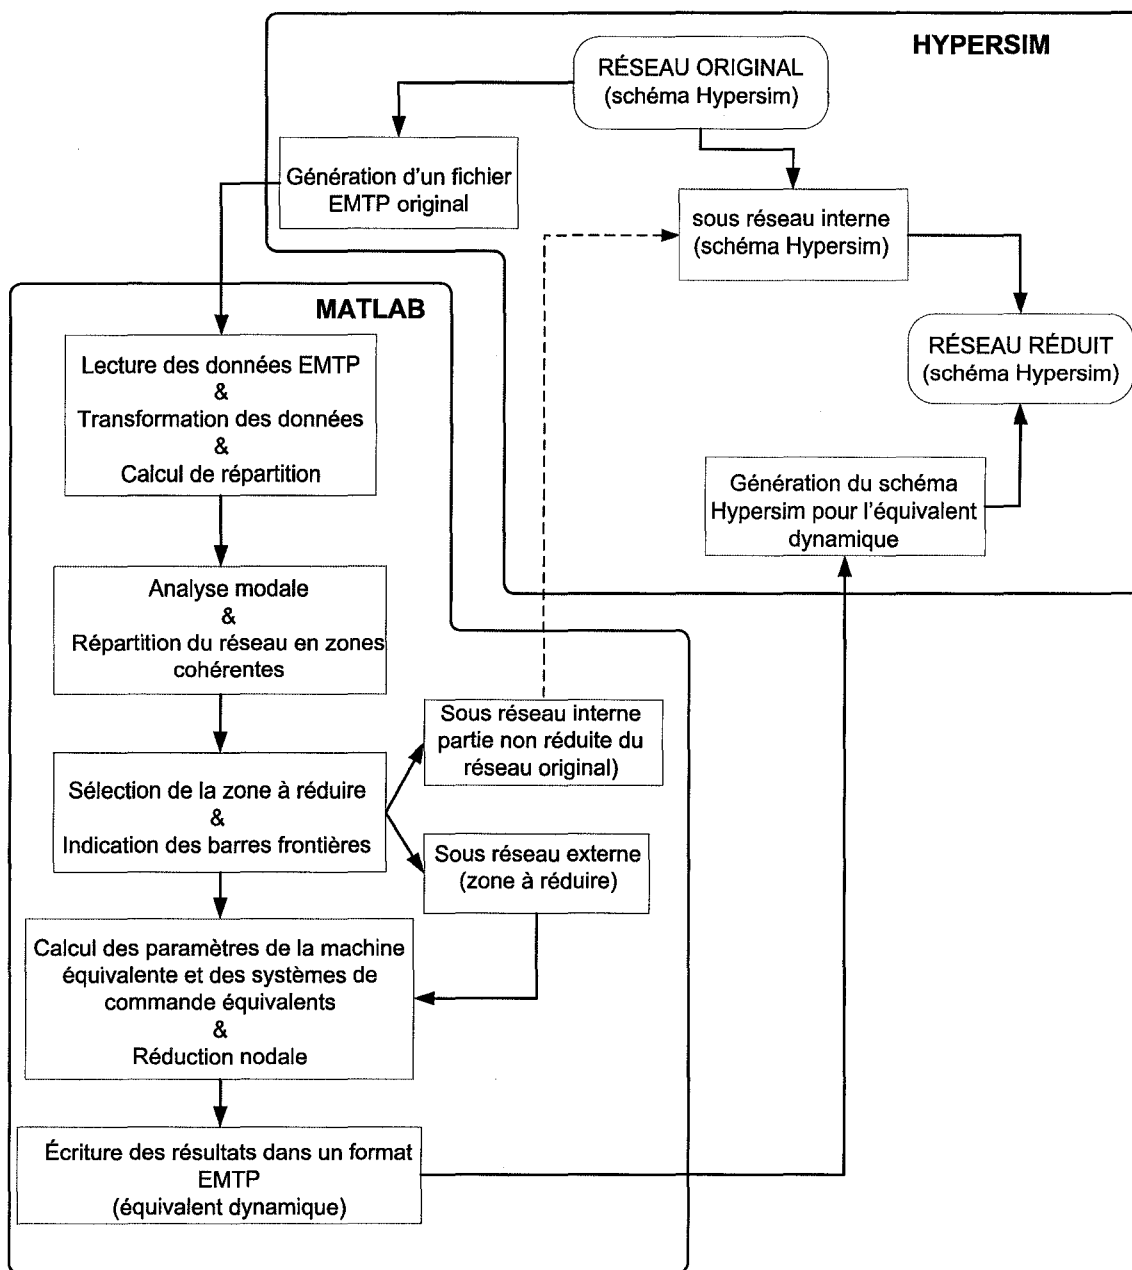 HYPERSIM
RÉSEAU ORIGINAL
(schéma Hypersim)
Génération d'un fichier
EMTP original
sous réseau interne
(schéma Hypersim)
RÉSEAU RÉDUIT
(schéma Hypersim)
Génération du schéma
Hypersim pour l'équivalent
dynamique
MATLAB
Lecture des données EMTP
&
Transformation des données
&
Calcul de répartition
Analyse modale
&
Répartition du réseau en zones
cohérentes
Sélection de la zone à réduire
&
Indication des barres frontières
Sous réseau interne
partie non réduite du
réseau original)
Sous réseau externe
(zone à réduire)
Calcul des paramètres de la machine
équivalente et des systèmes de
commande équivalents
&
Réduction nodale
Écriture des résultats dans un format
EMTP
(équivalent dynamique)